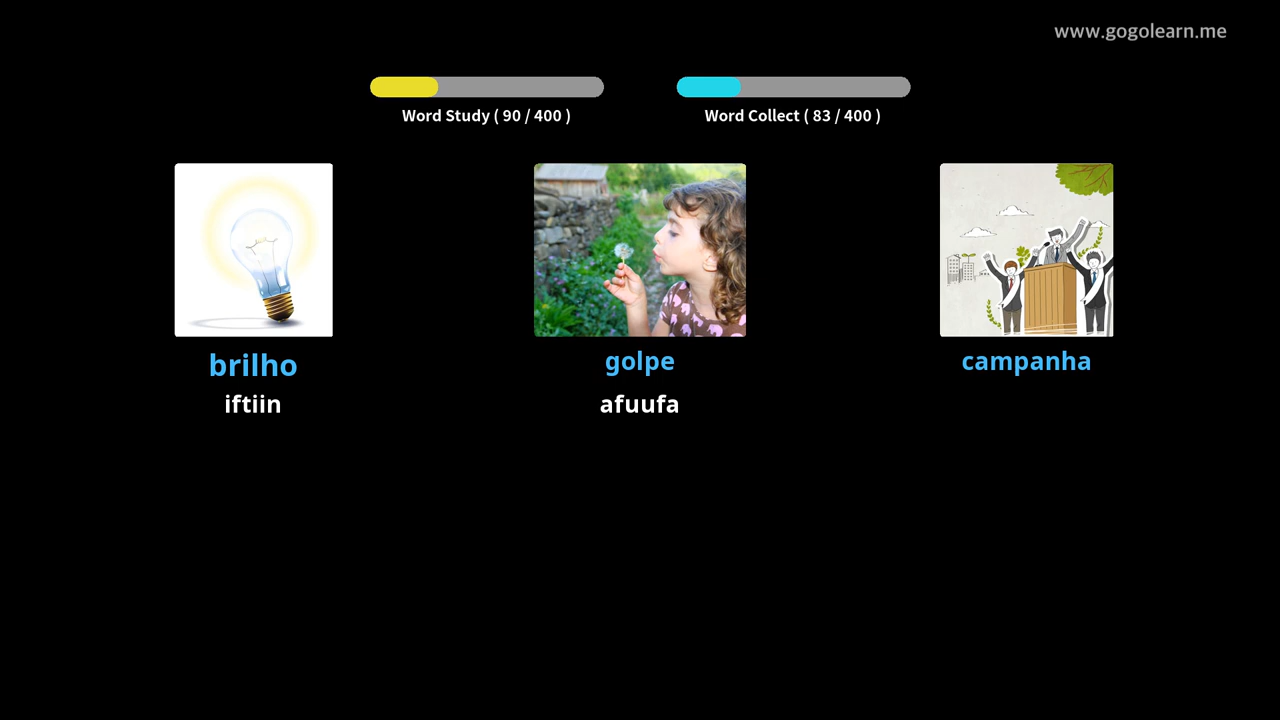 www.gogolearn.me
Word Study ( 90 / 400 )
Word Collect ( 83 / 400 )
brilho
golpe
campanha
iftiin
afuufa